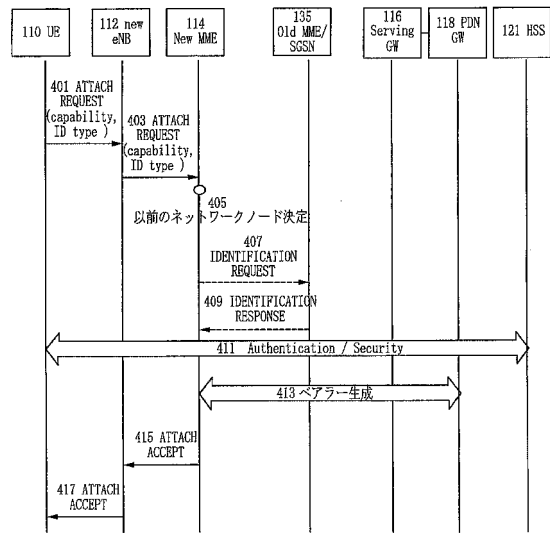 110 UE
112 new
eNB
114
New MME
135
Old MME/
SGSN
116
Serving
GW
118 PDN
GW
121 HSS
401 ATTACH
REQUEST
(capability,
ID type )
403 ATTACH
REQUEST
(capability,
ID type )
405
以前のネットワークノード決定
407
IDENTIFICATION
REQUEST
409 IDENTIFICATION
RESPONSE
411 Authentication / Security
413 ベアラー生成
415 ATTACH
ACCEPT
417 ATTACH
ACCEPT